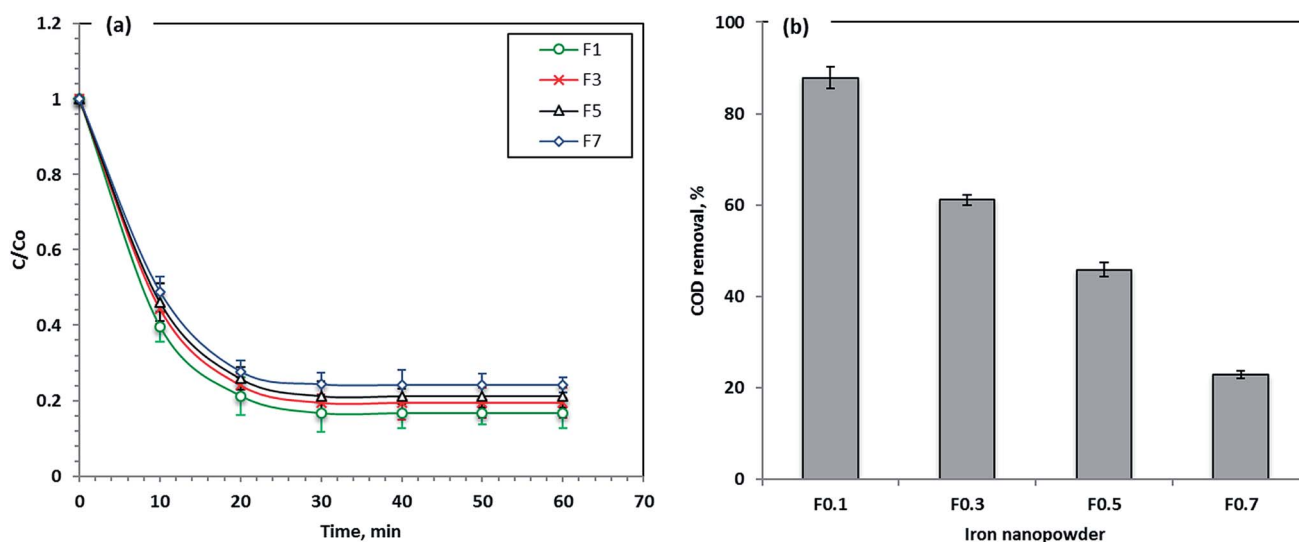 (a)
1.2
1
0.8
0.6
0.4
0.2
0
C/Co
F1
F3
F5
F7
0 10 20 30 40 50 60 70
Time, min
(b)
100
80
60
40
20
0
COD removal, %
F0.1 F0.3 F0.5 F0.7
Iron nanopowder